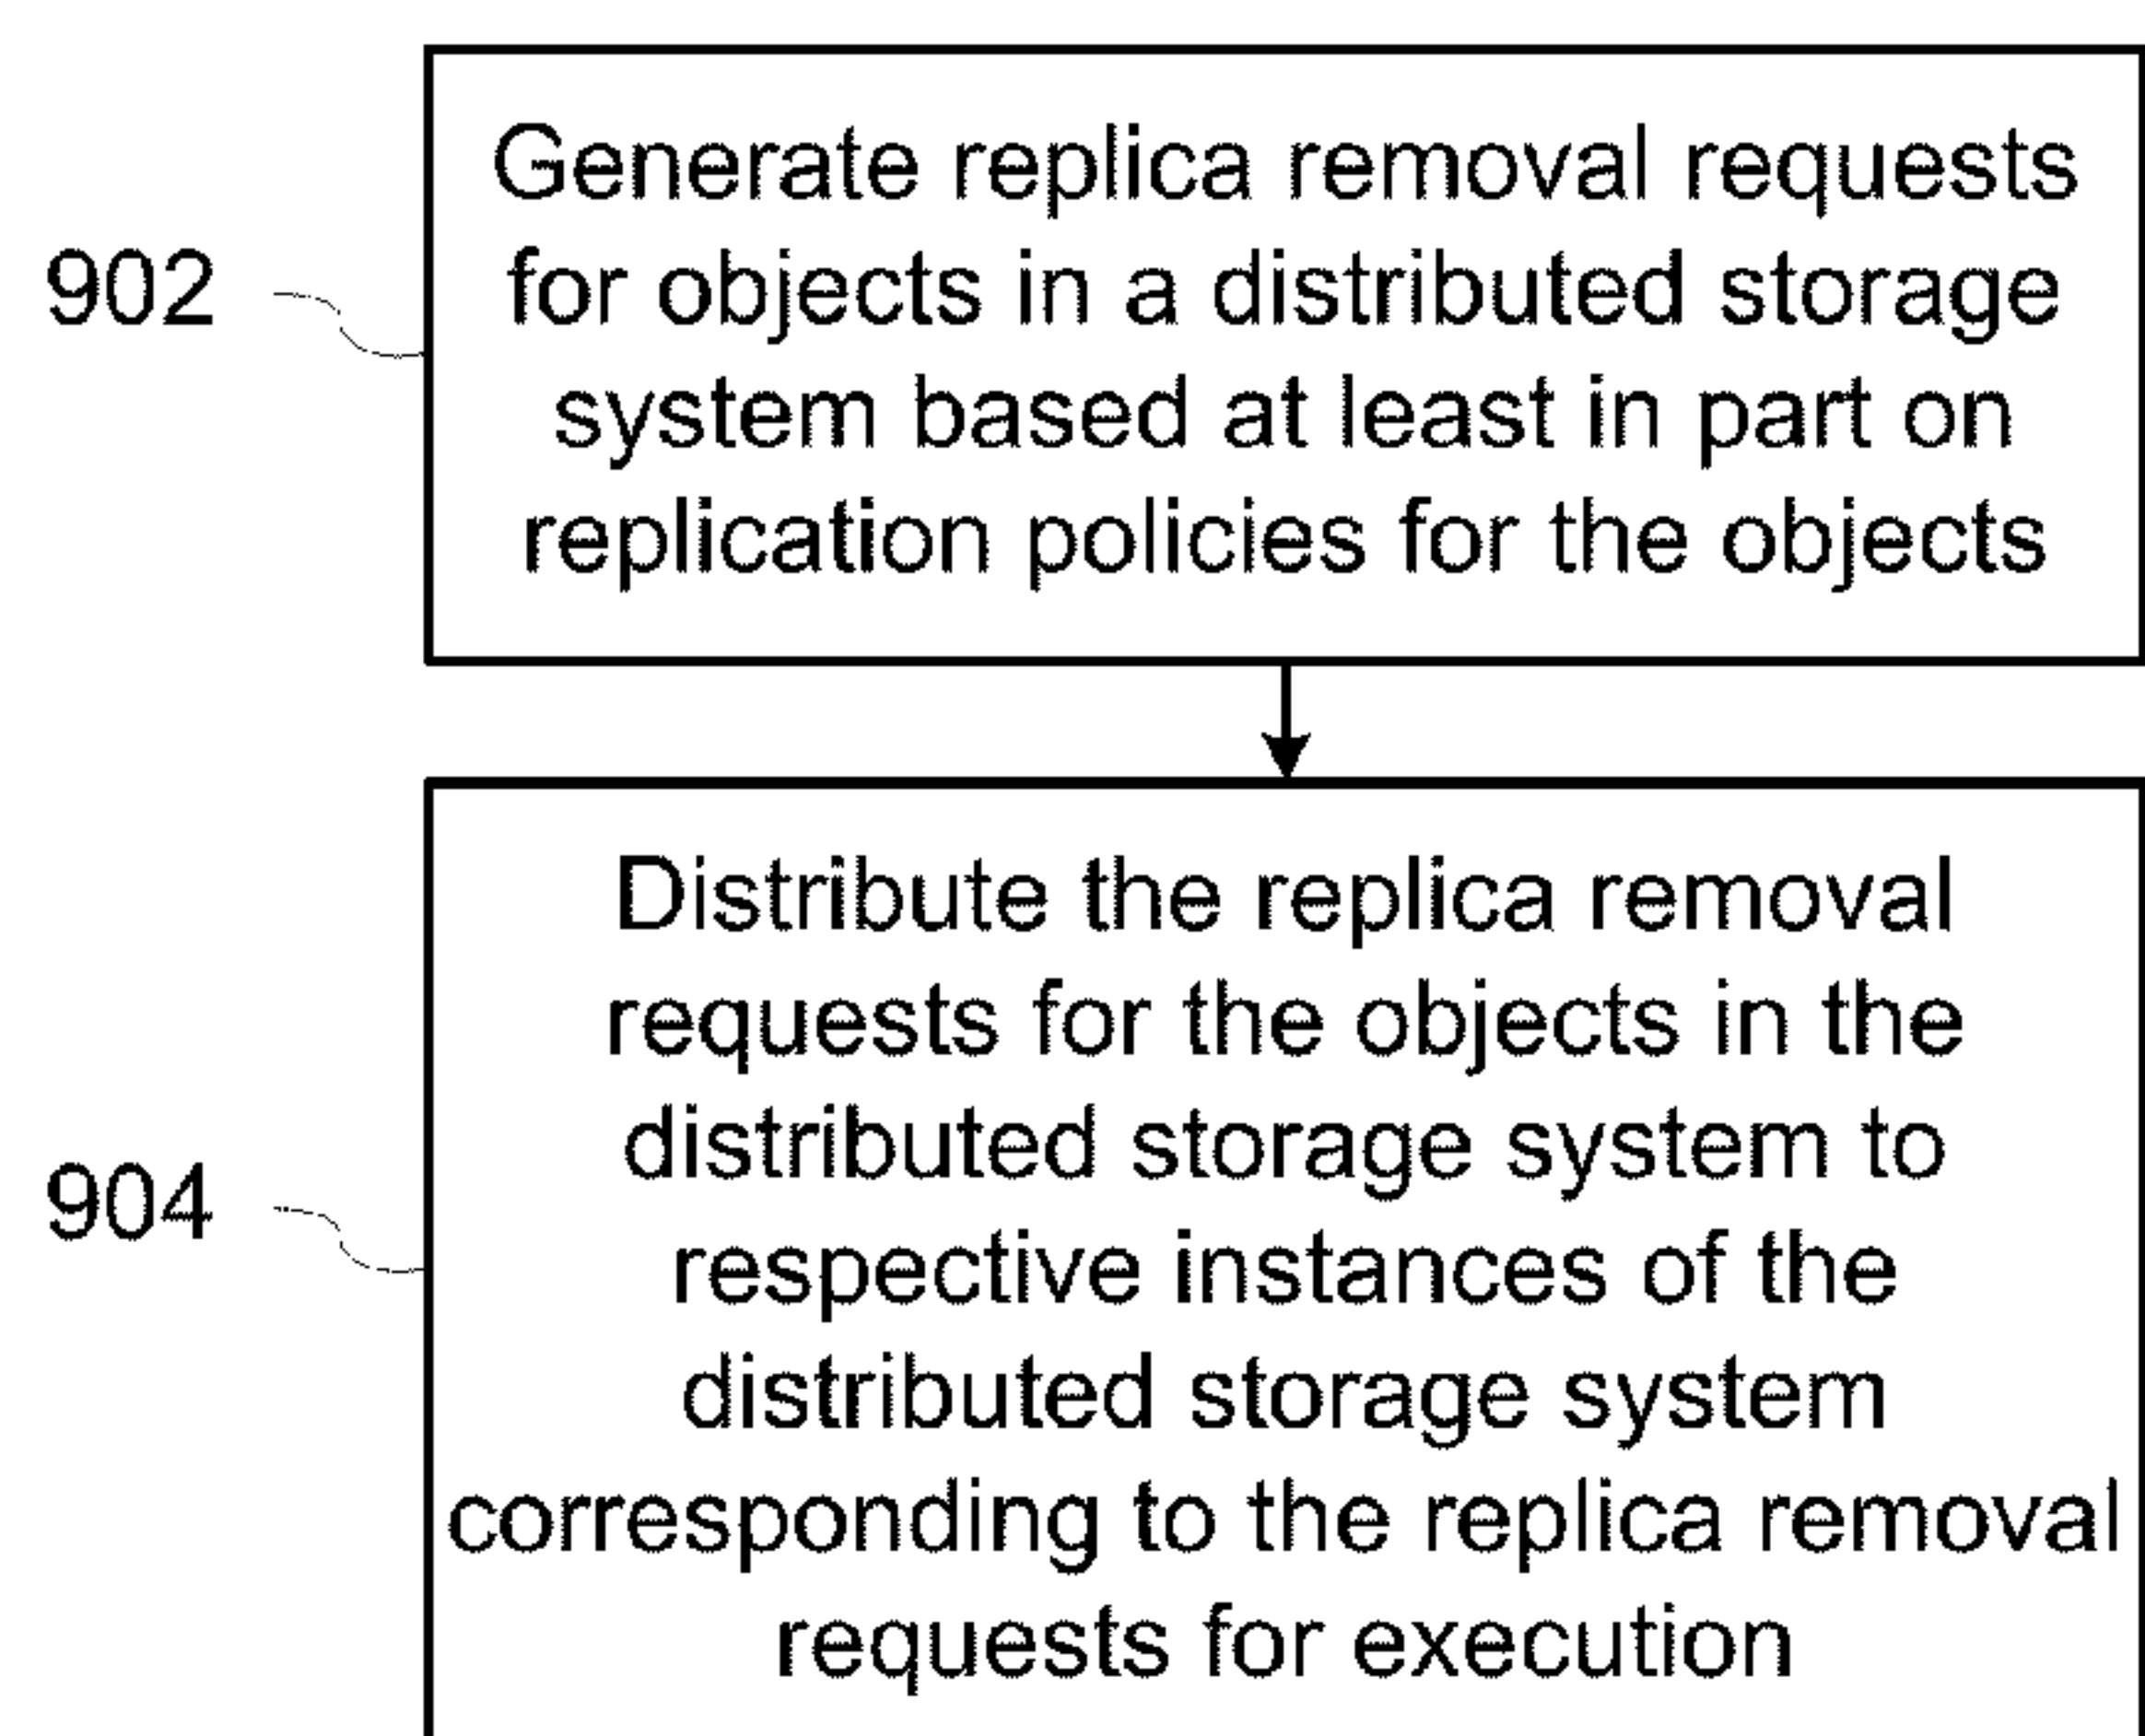 902
Generate replica removal requests
for objects in a distributed storage
system based at least in part on
replication policies for the objects
904
Distribute the replica removal
requests for the objects in the
distributed storage system to
respective instances of the
distributed storage system
corresponding to the replica removal
requests for execution